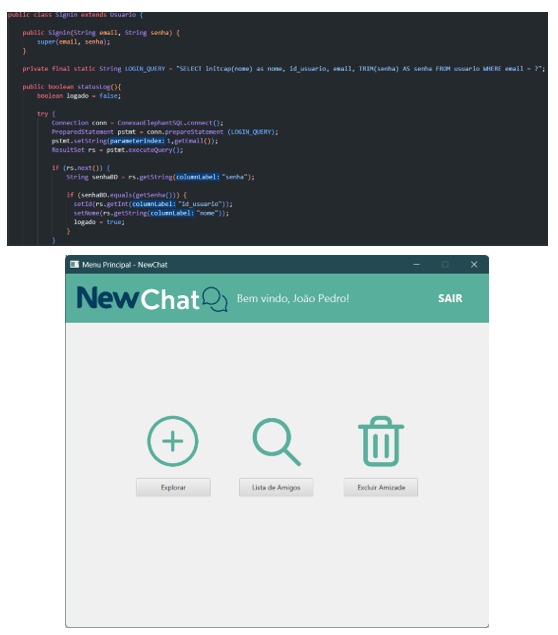 public class Signin extends Usuario {
public Signin(String email, String senha) {
super(email, senha);
}
private final static String LOGIN_QUERY = "SELECT initcap(nome) as nome, id_usuario, email, TRIM(senha) AS senha FROM usuario WHERE email = ?";
public boolean statusLog(){
boolean logado = false;
try {
Connection conn = ConexaoElephantSQL.connect();
PreparedStatement pstmt = conn.prepareStatement (LOGIN_QUERY);
pstmt.setString(parameterIndex: 1,getEmail());
ResultSet rs = pstmt.executeQuery();
if (rs.next()) {
String senhaBD = rs.getString(columnLabel: "senha");
if (senhaBD.equals(getSenha())) {
setId(rs.getInt(columnLabel: "id_usuario"));
setNome(rs.getString(columnLabel: "nome"));
logado = true;
}
}
Menu Principal - NewChat
NewChat Bem vindo, João Pedro! SAIR
Explorar Lista de Amigos Excluir Amizade